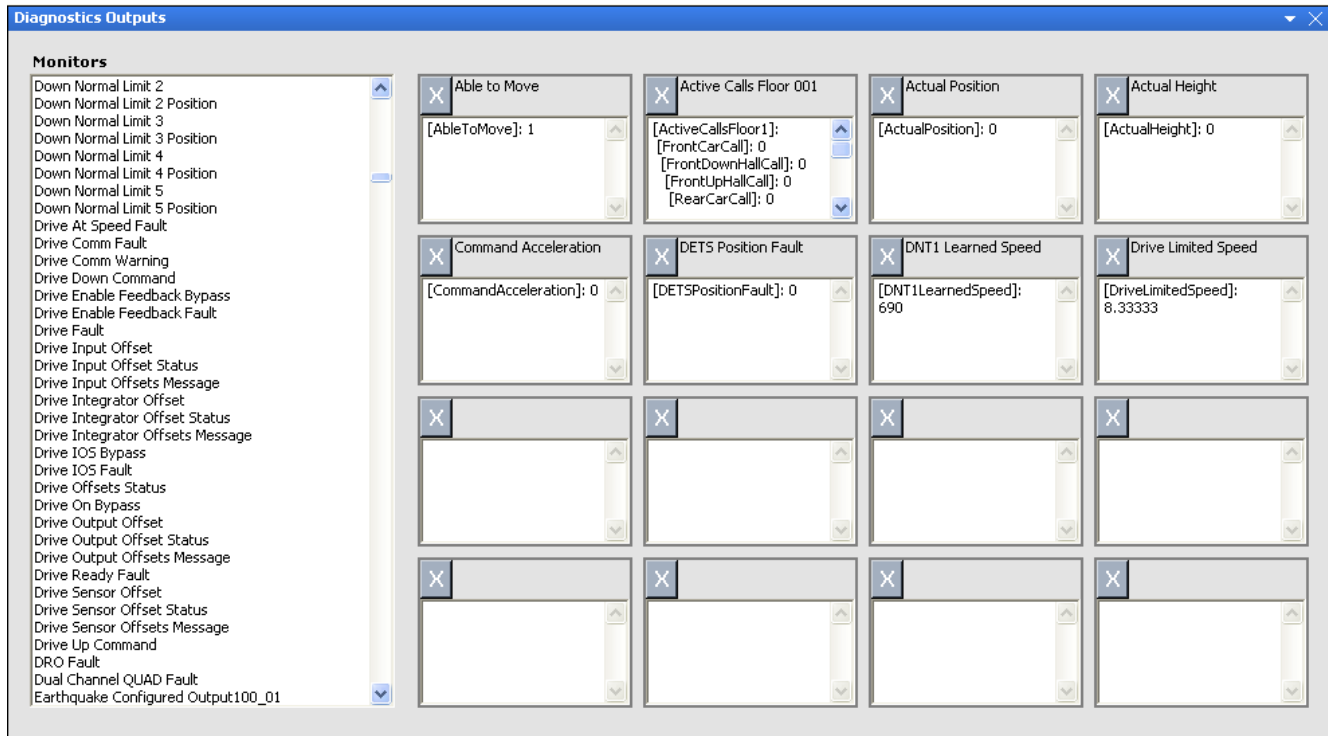 Diagnostics Outputs
Monitors
Down Normal Limit 2
Down Normal Limit 2 Position
Down Normal Limit 3
Down Normal Limit 3 Position
Down Normal Limit 4
Down Normal Limit 4 Position
Down Normal Limit 5
Down Normal Limit 5 Position
Drive At Speed Fault
Drive Comm Fault
Drive Comm Warning
Drive Down Command
Drive Enable Feedback Bypass
Drive Enable Feedback Fault
Drive Fault
Drive Input Offset
Drive Input Offset Status
Drive Input Offsets Message
Drive Integrator Offset
Drive Integrator Offset Status
Drive Integrator Offsets Message
Drive IOS Bypass
Drive IOS Fault
Drive Offsets Status
Drive On Bypass
Drive Output Offset
Drive Output Offset Status
Drive Output Offsets Message
Drive Ready Fault
Drive Sensor Offset
Drive Sensor Offset Status
Drive Sensor Offsets Message
Drive Up Command
DRO Fault
Dual Channel QUAD Fault
Earthquake Configured Output100_01
X Able to Move
[AbleToMove]: 1
X Active Calls Floor 001
[ActiveCallsFloor1]:
[FrontCarCall]: 0
[FrontDownHallCall]: 0
[FrontUpHallCall]: 0
[RearCarCall]: 0
X Actual Position
[ActualPosition]: 0
X Actual Height
[ActualHeight]: 0
X Command Acceleration
[CommandAcceleration]: 0
X DETS Position Fault
[DETSPositionFault]: 0
X DNT1 Learned Speed
[DNT1LearnedSpeed]:
690
X Drive Limited Speed
[DriveLimitedSpeed]:
8.33333
X
X
X
X
X
X
X
X